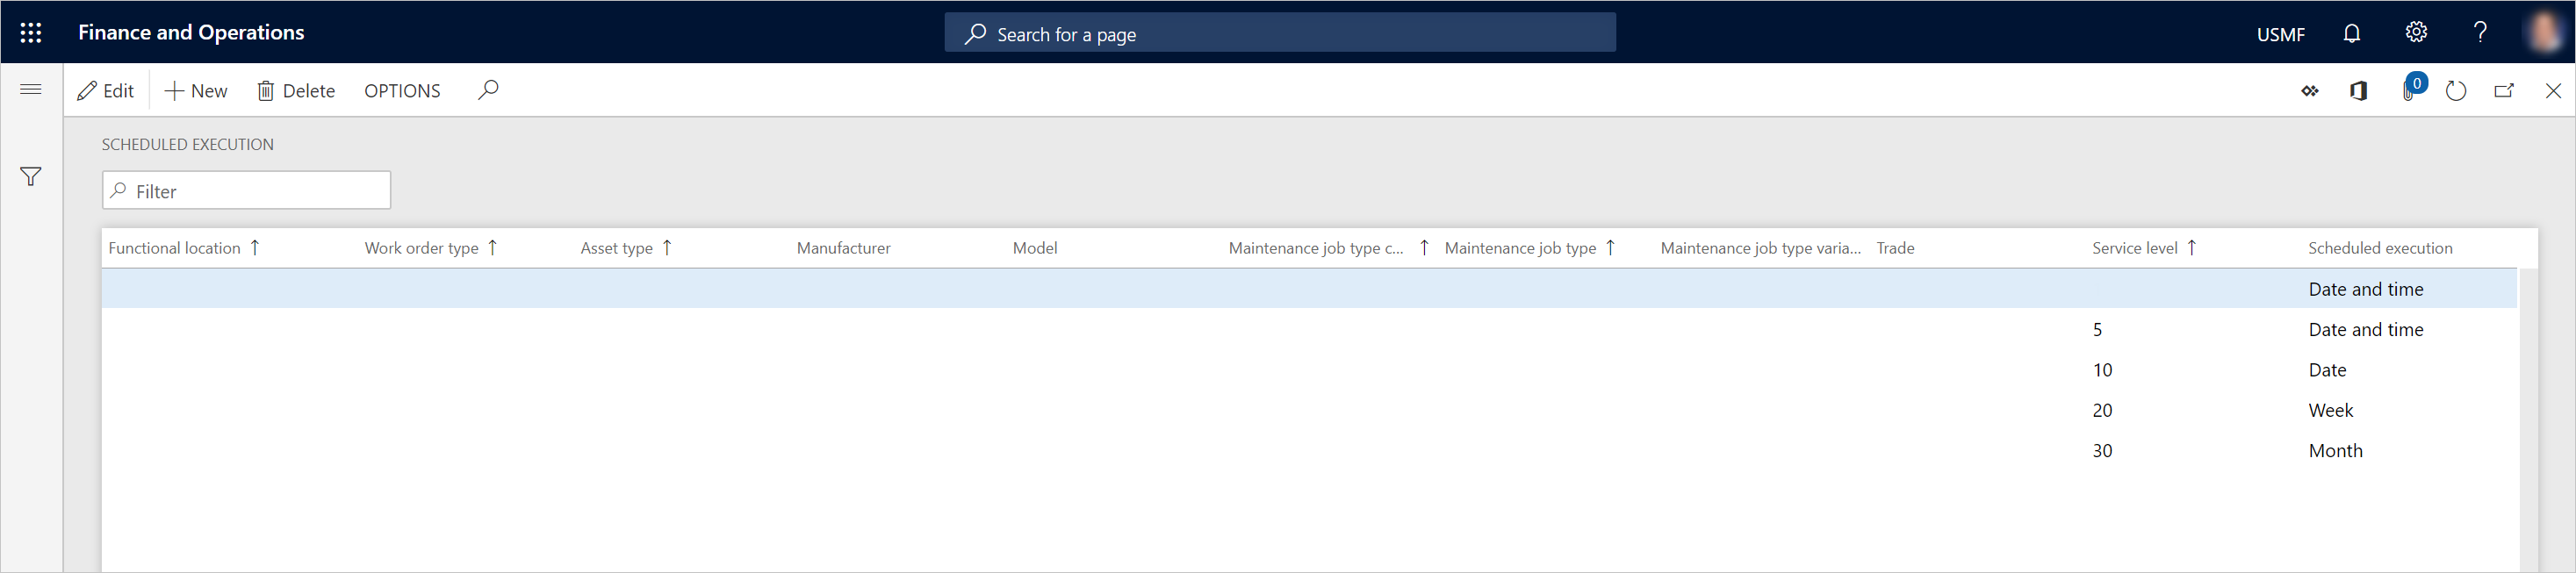 Finance and Operations Search for a page USMF ?
Edit New Delete OPTIONS 0
SCHEDULED EXECUTION
Filter
Functional location Work order type Asset type Manufacturer Model Maintenance job type c... Maintenance job type Maintenance job type varia... Trade Service level Scheduled execution
Date and time
5 Date and time
10 Date
20 Week
30 Month